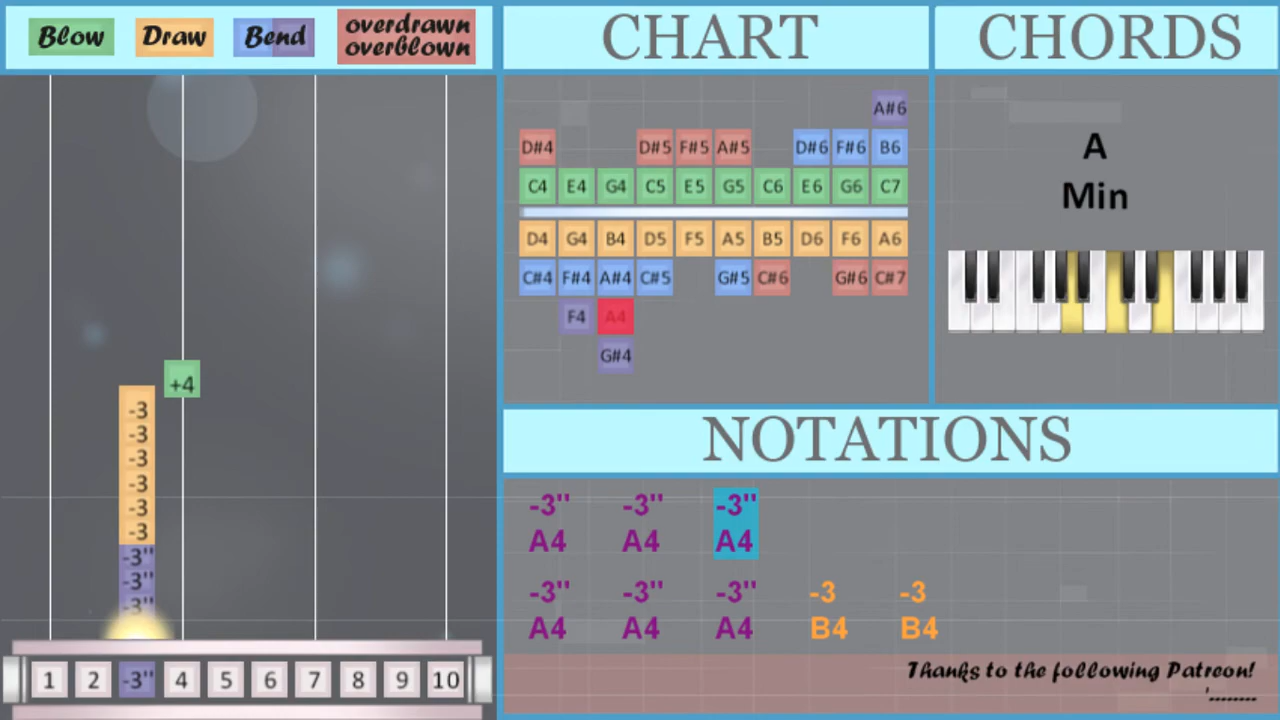 Blow Draw Bend overdrawn
overblown
CHART
CHORDS
A#6
D#4 D#5 F#5 A#5 D#6 F#6 B6
C4 E4 G4 C5 E5 G5 C6 E6 G6 C7
D4 G4 B4 D5 F5 A5 B5 D6 F6 A6
C#4 F#4 A#4 C#5 G#5 C#6 G#6 C#7
F4 A4
G#4
A
Min
+4
-3
-3
-3
-3
-3
-3
-3"
-3"
-3"
1 2 -3" 4 5 6 7 8 9 10
NOTATIONS
-3" -3" -3"
A4 A4 A4
-3" -3" -3" -3 -3
A4 A4 A4 B4 B4
Thanks to the following Patreon!
'--------